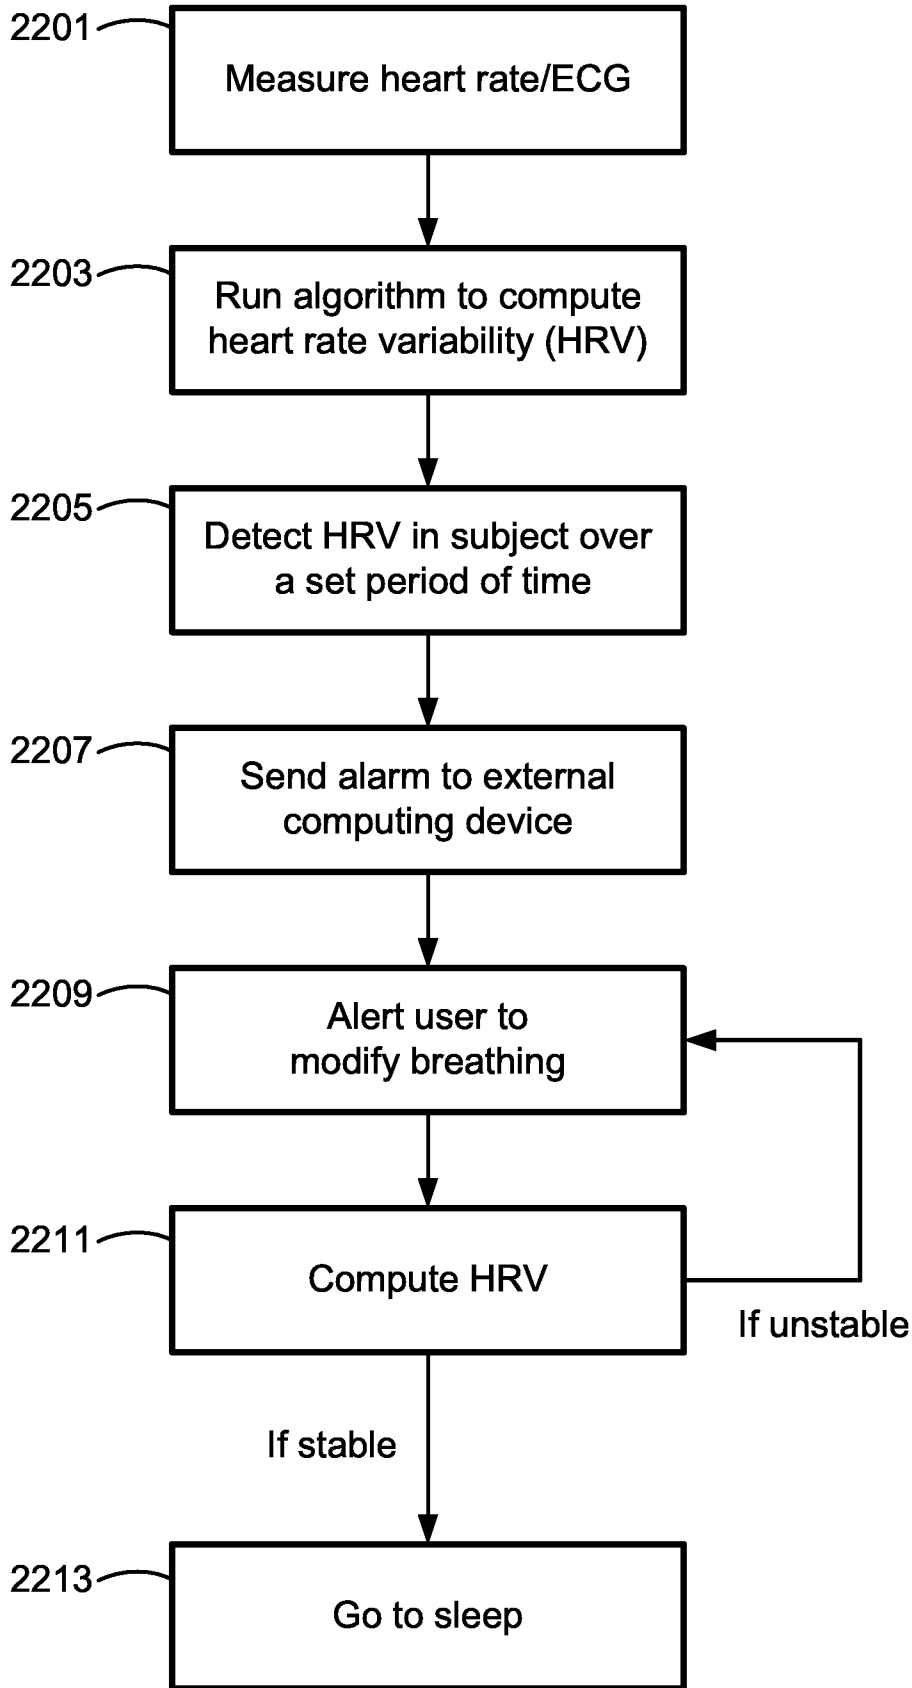 2201
Measure heart rate/ECG
2203
Run algorithm to compute
heart rate variability (HRV)
2205
Detect HRV in subject over
a set period of time
2207
Send alarm to external
computing device
2209
Alert user to
modify breathing
2211
Compute HRV
If unstable
If stable
2213
Go to sleep